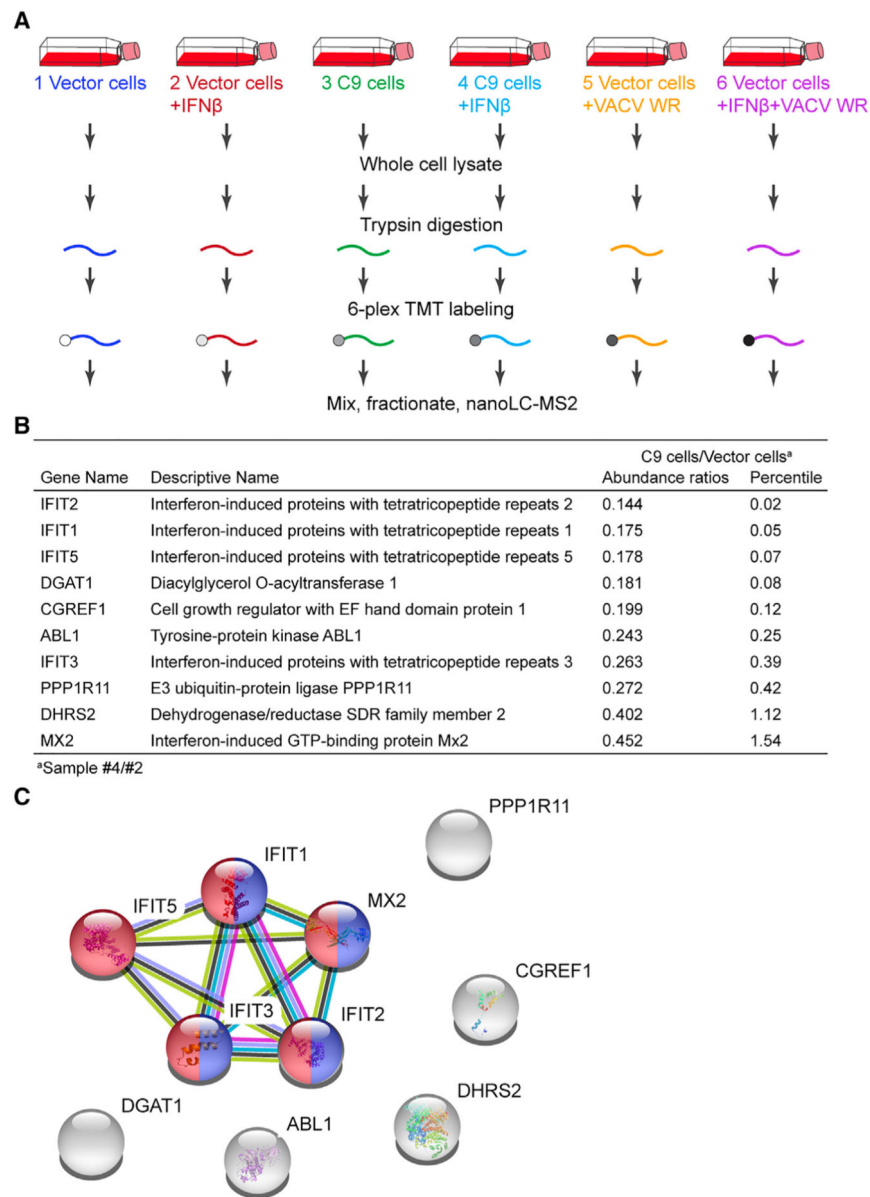 A
1 Vector cells
2 Vector cells
+IFNβ
3 C9 cells
4 C9 cells
+IFNβ
5 Vector cells
+VACV WR
6 Vector cells
+IFNβ+VACV WR
Whole cell lysate
Trypsin digestion
6-plex TMT labeling
Mix, fractionate, nanoLC-MS2
B
C9 cells/Vector cellsᵃ
Gene Name Descriptive Name Abundance ratios Percentile
IFIT2 Interferon-induced proteins with tetratricopeptide repeats 2 0.144 0.02
IFIT1 Interferon-induced proteins with tetratricopeptide repeats 1 0.175 0.05
IFIT5 Interferon-induced proteins with tetratricopeptide repeats 5 0.178 0.07
DGAT1 Diacylglycerol O-acyltransferase 1 0.181 0.08
CGREF1 Cell growth regulator with EF hand domain protein 1 0.199 0.12
ABL1 Tyrosine-protein kinase ABL1 0.243 0.25
IFIT3 Interferon-induced proteins with tetratricopeptide repeats 3 0.263 0.39
PPP1R11 E3 ubiquitin-protein ligase PPP1R11 0.272 0.42
DHRS2 Dehydrogenase/reductase SDR family member 2 0.402 1.12
MX2 Interferon-induced GTP-binding protein Mx2 0.452 1.54
ᵃSample #4/#2
C
PPP1R11
IFIT1
IFIT5
MX2
CGREF1
IFIT3
IFIT2
DHRS2
DGAT1
ABL1